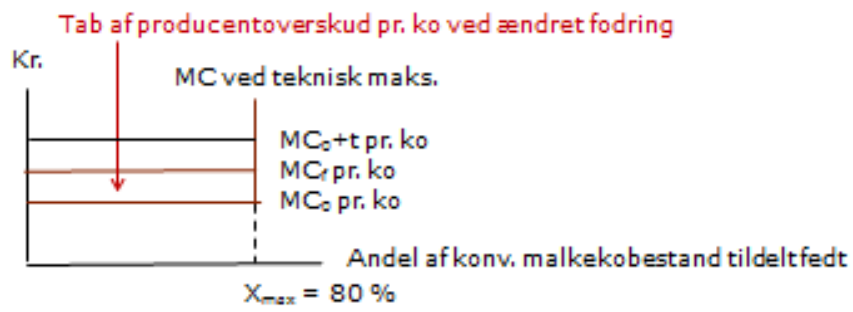 Tab af producentoverskud pr. ko ved ændret fodring
Kr.
MC ved teknisk maks.
MC₀+t pr. ko
MCf pr. ko
MC₀ pr. ko
Andel af konv. malkekobestand tildelt fedt
Xmax = 80 %